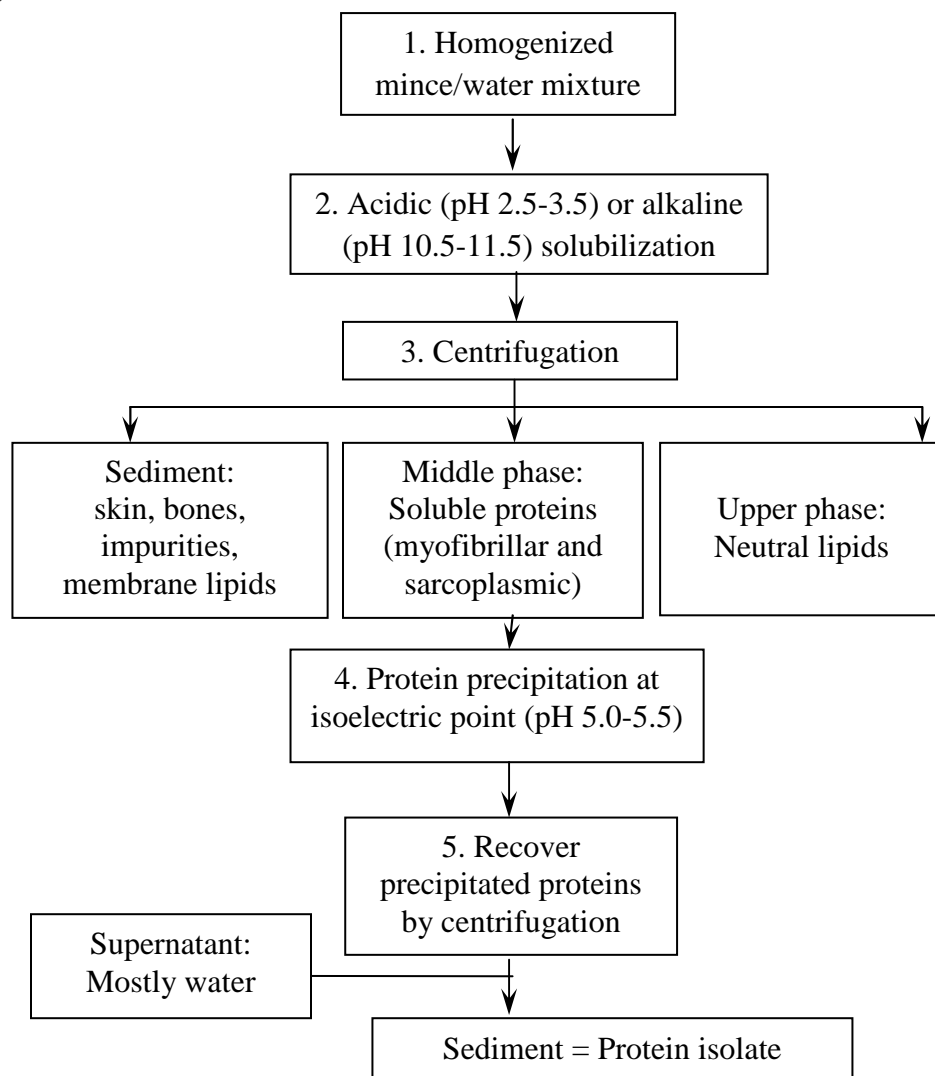 1. Homogenized
mince/water mixture
2. Acidic (pH 2.5-3.5) or alkaline
(pH 10.5-11.5) solubilization
3. Centrifugation
Sediment:
skin, bones,
impurities,
membrane lipids
Middle phase:
Soluble proteins
(myofibrillar and
sarcoplasmic)
Upper phase:
Neutral lipids
4. Protein precipitation at
isoelectric point (pH 5.0-5.5)
5. Recover
precipitated proteins
by centrifugation
Supernatant:
Mostly water
Sediment = Protein isolate